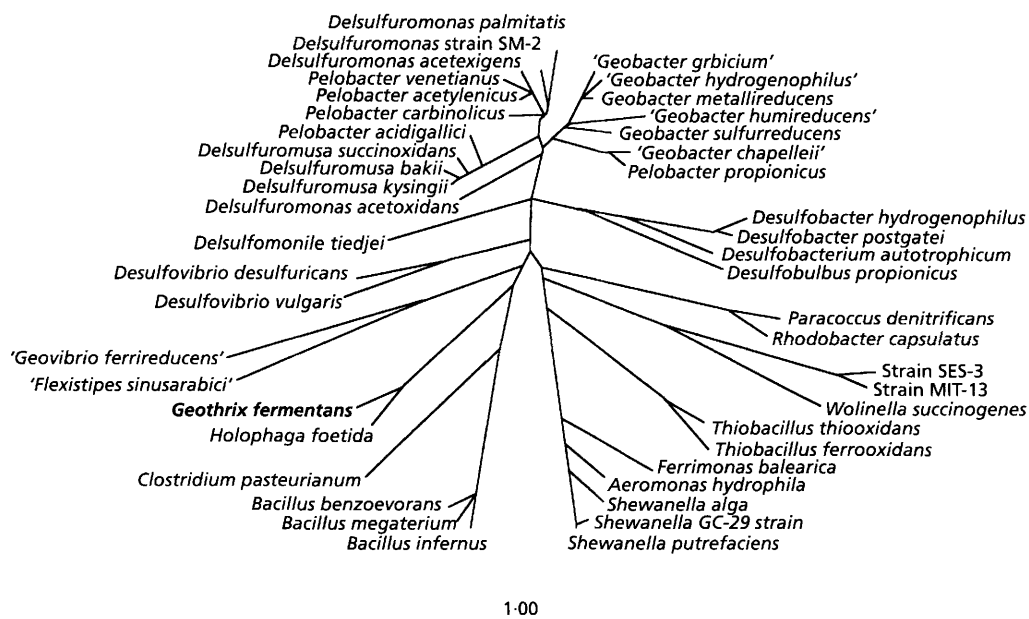 Delsulfuromonas palmitatis
Delsulfuromonas strain SM-2
Delsulfuromonas acetexigens
Pelobacter venetianus
Pelobacter acetylenicus
Pelobacter carbinolicus
Pelobacter acidigallici
Delsulfuromusa succinoxidans
Delsulfuromusa bakii
Delsulfuromusa kysingii
Delsulfuromonas acetoxidans
Delsulfomonile tiedjei
Desulfovibrio desulfuricans
Desulfovibrio vulgaris
'Geovibrio ferrireducens'
'Flexistipes sinusarabici'
Geothrix fermentans
Holophaga foetida
Clostridium pasteurianum
Bacillus benzoevorans
Bacillus megaterium
Bacillus infernus
'Geobacter grbicium'
'Geobacter hydrogenophilus'
Geobacter metallireducens
'Geobacter humireducens'
Geobacter sulfurreducens
'Geobacter chapelleii'
Pelobacter propionicus
Desulfobacter hydrogenophilus
Desulfobacter postgatei
Desulfobacterium autotrophicum
Desulfobulbus propionicus
Paracoccus denitrificans
Rhodobacter capsulatus
Strain SES-3
Strain MIT-13
Wolinella succinogenes
Thiobacillus thiooxidans
Thiobacillus ferrooxidans
Ferrimonas balearica
Aeromonas hydrophila
Shewanella alga
Shewanella GC-29 strain
Shewanella putrefaciens
1·00